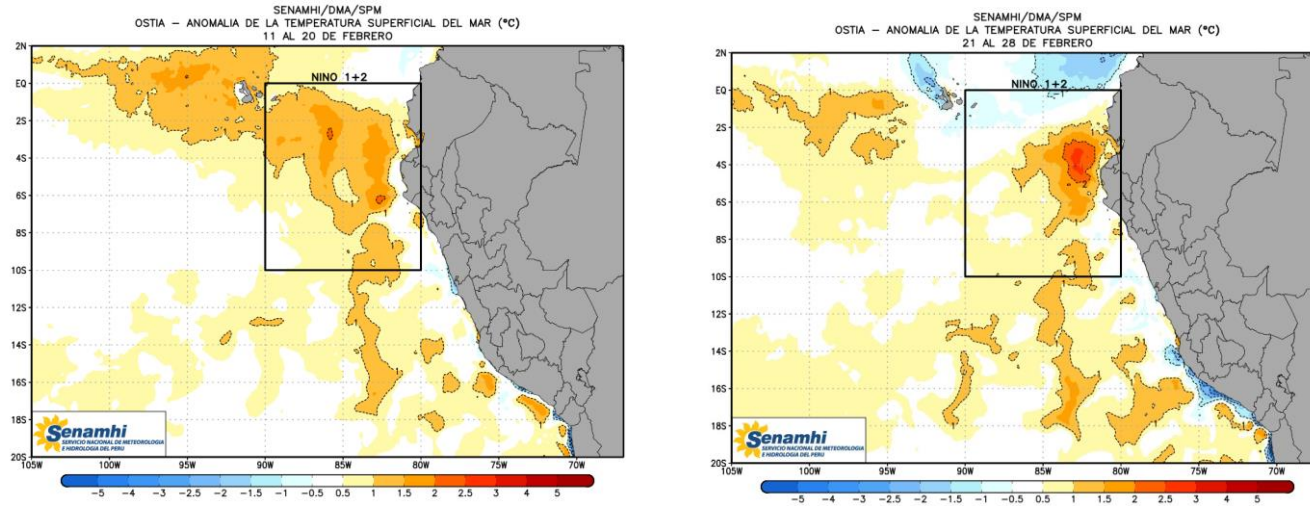 SENAMHI/DMA/SPM
OSTIA – ANOMALIA DE LA TEMPERATURA SUPERFICIAL DEL MAR (°C)
11 AL 20 DE FEBRERO
2N
EQ
2S
4S
6S
8S
10S
12S
14S
16S
18S
20S
NINO 1+2
Senamhi
SERVICIO NACIONAL DE METEOROLOGIA
E HIDROLOGIA DEL PERU
105W 100W 95W 90W 85W 80W 75W 70W
-5 -4 -3 -2.5 -2 -1.5 -1 -0.5 0.5 1 1.5 2 2.5 3 4 5
SENAMHI/DMA/SPM
OSTIA – ANOMALIA DE LA TEMPERATURA SUPERFICIAL DEL MAR (°C)
21 AL 28 DE FEBRERO
2N
EQ
2S
4S
6S
8S
10S
12S
14S
16S
18S
20S
NINO 1+2
2
Senamhi
SERVICIO NACIONAL DE METEOROLOGIA
E HIDROLOGIA DEL PERU
105W 100W 95W 90W 85W 80W 75W 70W
-5 -4 -3 -2.5 -2 -1.5 -1 -0.5 0.5 1 1.5 2 2.5 3 4 5